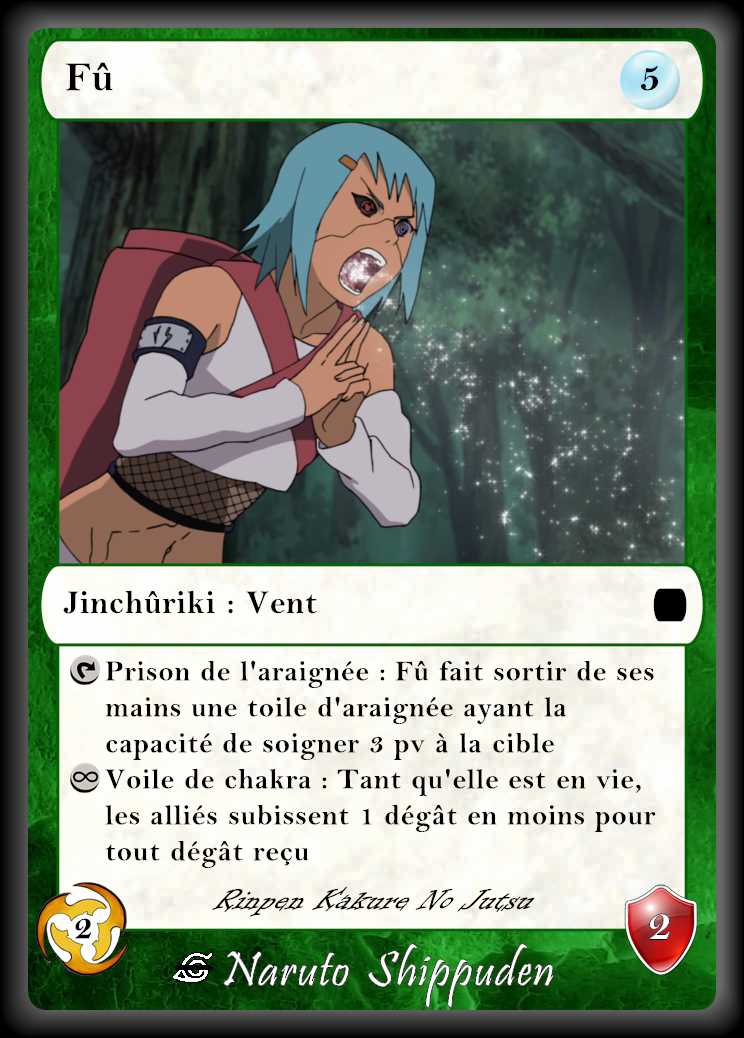 Fû
5
Jinchûriki : Vent
Prison de l'araignée : Fû fait sortir de ses
mains une toile d'araignée ayant la
capacité de soigner 3 pv à la cible
∞ Voile de chakra : Tant qu'elle est en vie,
les alliés subissent 1 dégât en moins pour
tout dégât reçu
Rinpen Kakure No Jutsu
2
2
Naruto Shippuden